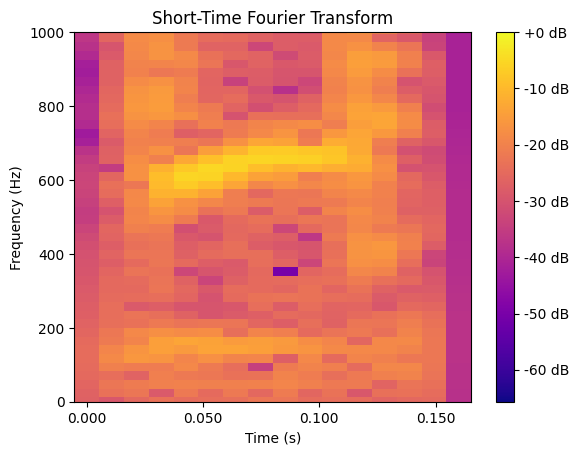 Short-Time Fourier Transform
1000
800
600
400
200
0
Frequency (Hz)
0.000
0.050
0.100
0.150
Time (s)
+0 dB
-10 dB
-20 dB
-30 dB
-40 dB
-50 dB
-60 dB